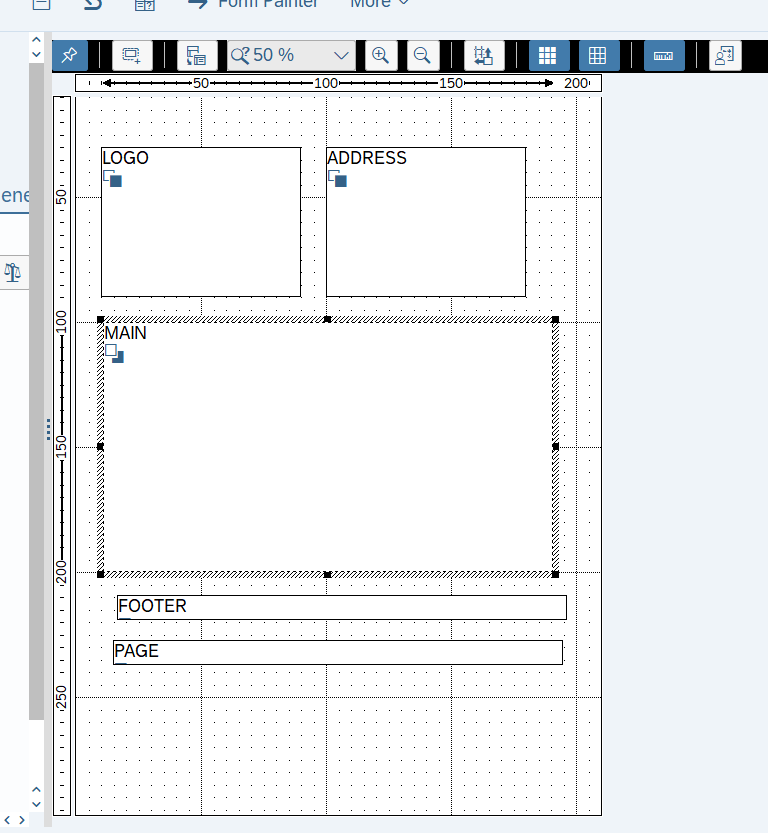 Form Painter
More
50 %
50
100
150
200
LOGO
ADDRESS
50
ene
100
MAIN
150
200
FOOTER
PAGE
250